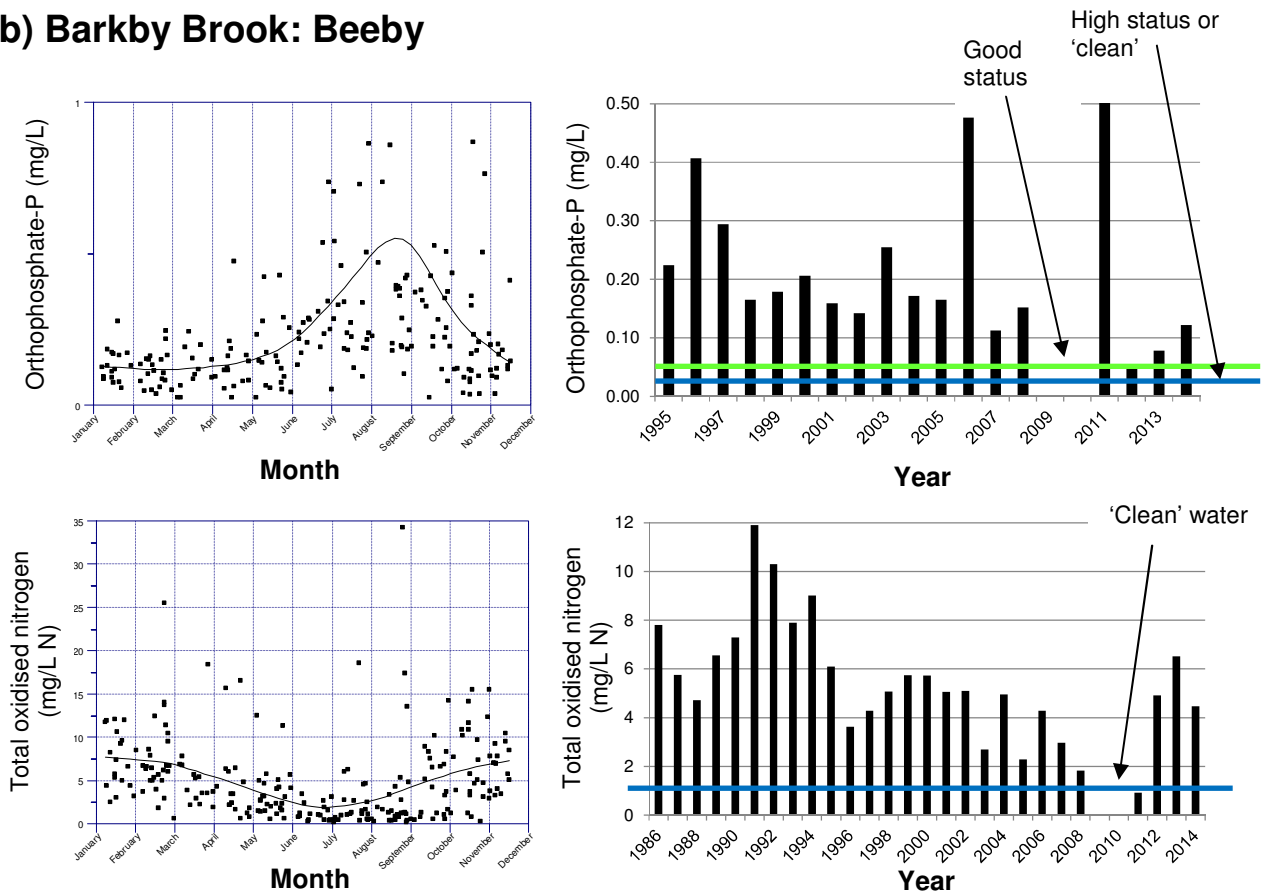 b) Barkby Brook: Beeby
High status or
‘clean’
Good
status
Orthophosphate-P (mg/L)
1
0
January
February
March
April
May
June
July
August
September
October
November
December
Month
Orthophosphate-P (mg/L)
0.50
0.40
0.30
0.20
0.10
0.00
1995
1997
1999
2001
2003
2005
2007
2009
2011
2013
Year
Total oxidised nitrogen
(mg/L N)
35
30
25
20
15
10
5
0
January
February
March
April
May
June
July
August
September
October
November
December
Month
‘Clean’ water
Total oxidised nitrogen
(mg/L N)
12
10
8
6
4
2
0
1986
1988
1990
1992
1994
1996
1998
2000
2002
2004
2006
2008
2010
2012
2014
Year